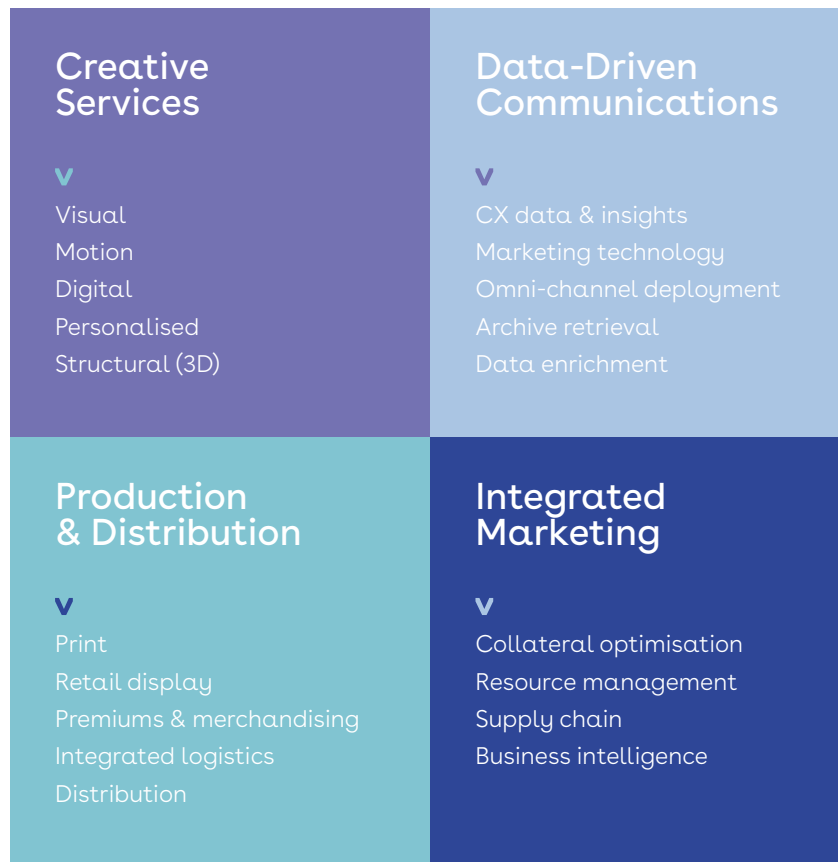 Creative
Services
v
Visual
Motion
Digital
Personalised
Structural (3D)
Data-Driven
Communications
v
CX data & insights
Marketing technology
Omni-channel deployment
Archive retrieval
Data enrichment
Production
& Distribution
v
Print
Retail display
Premiums & merchandising
Integrated logistics
Distribution
Integrated
Marketing
v
Collateral optimisation
Resource management
Supply chain
Business intelligence